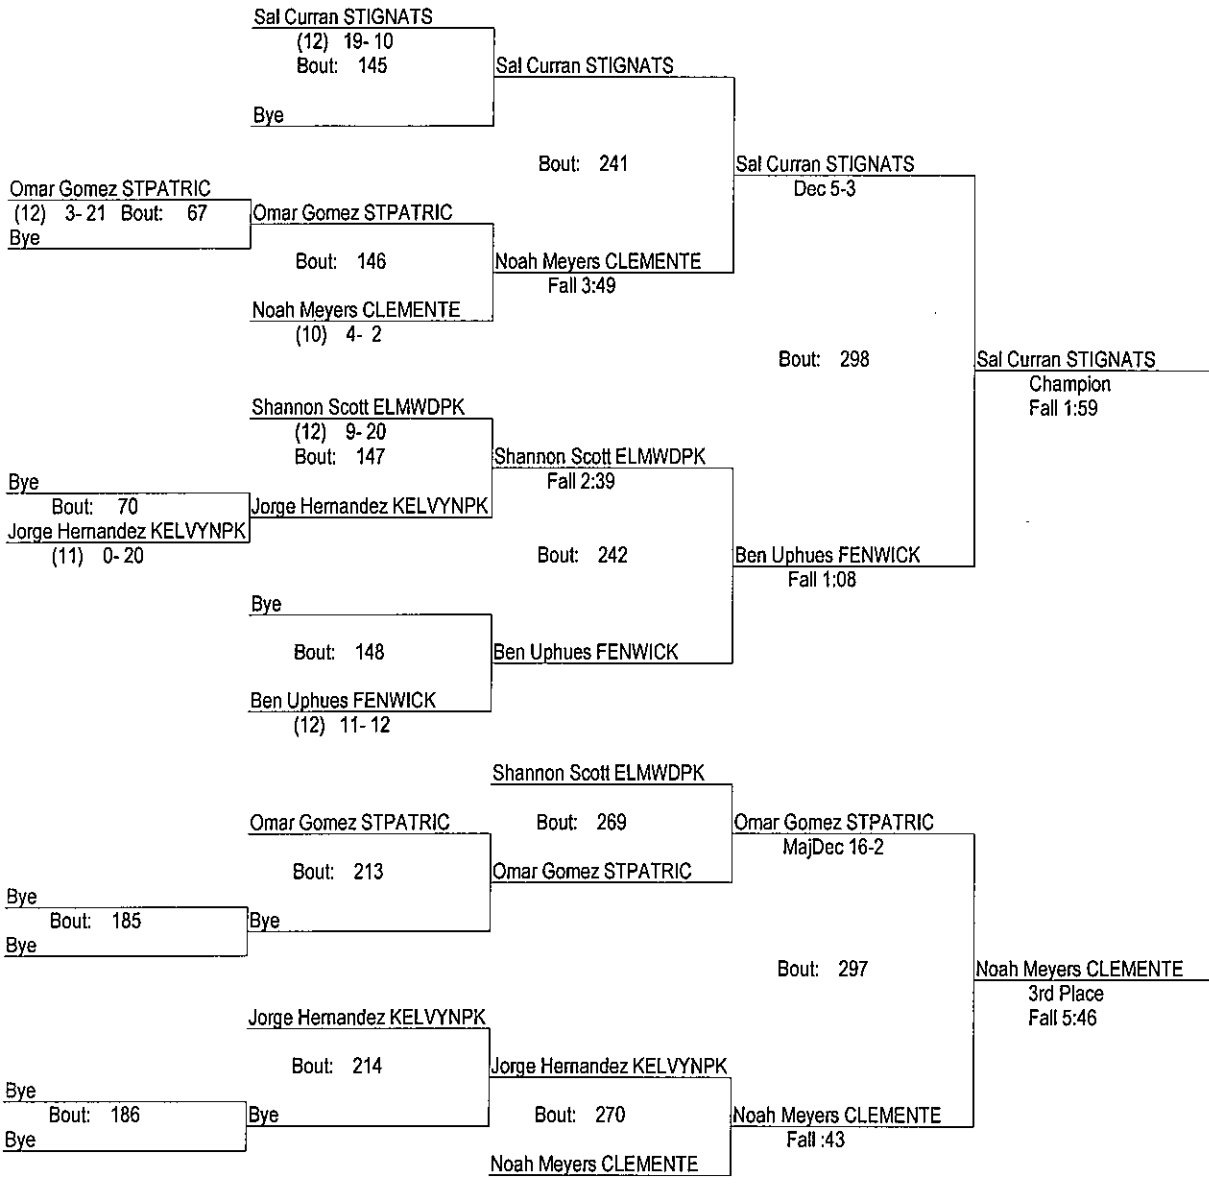 Sal Curran STIGNATS
(12) 19- 10
Bout: 145
Sal Curran STIGNATS
Bye
Bout: 241
Sal Curran STIGNATS
Dec 5-3
Omar Gomez STPATRIC
(12) 3- 21 Bout: 67
Bye
Omar Gomez STPATRIC
Bout: 146
Noah Meyers CLEMENTE
Fall 3:49
Noah Meyers CLEMENTE
(10) 4- 2
Bout: 298
Sal Curran STIGNATS
Champion
Fall 1:59
Shannon Scott ELMWDPK
(12) 9- 20
Bout: 147
Shannon Scott ELMWDPK
Fall 2:39
Bye
Bout: 70
Jorge Hernandez KELVYNPK
Jorge Hernandez KELVYNPK
(11) 0- 20
Bout: 242
Ben Uphues FENWICK
Fall 1:08
Bye
Bout: 148
Ben Uphues FENWICK
Ben Uphues FENWICK
(12) 11- 12
Shannon Scott ELMWDPK
Omar Gomez STPATRIC
Bout: 269
Omar Gomez STPATRIC
MajDec 16-2
Bout: 213
Omar Gomez STPATRIC
Bye
Bout: 185
Bye
Bye
Bout: 297
Noah Meyers CLEMENTE
3rd Place
Fall 5:46
Jorge Hernandez KELVYNPK
Bout: 214
Jorge Hernandez KELVYNPK
Bye
Bout: 186
Bye
Bye
Bout: 270
Noah Meyers CLEMENTE
Fall :43
Noah Meyers CLEMENTE